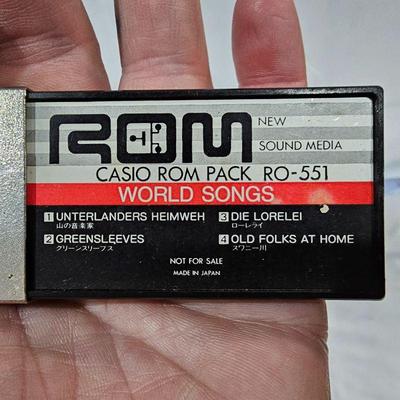 ROM
NEW
SOUND MEDIA
CASIO ROM PACK RO-551
WORLD SONGS
1 UNTERLANDERS HEIMWEH
山の音楽家
2 GREENSLEEVES
グリーンスリーブス
3 DIE LORELEI
ローレライ
4 OLD FOLKS AT HOME
スワニー川
NOT FOR SALE
MADE IN JAPAN